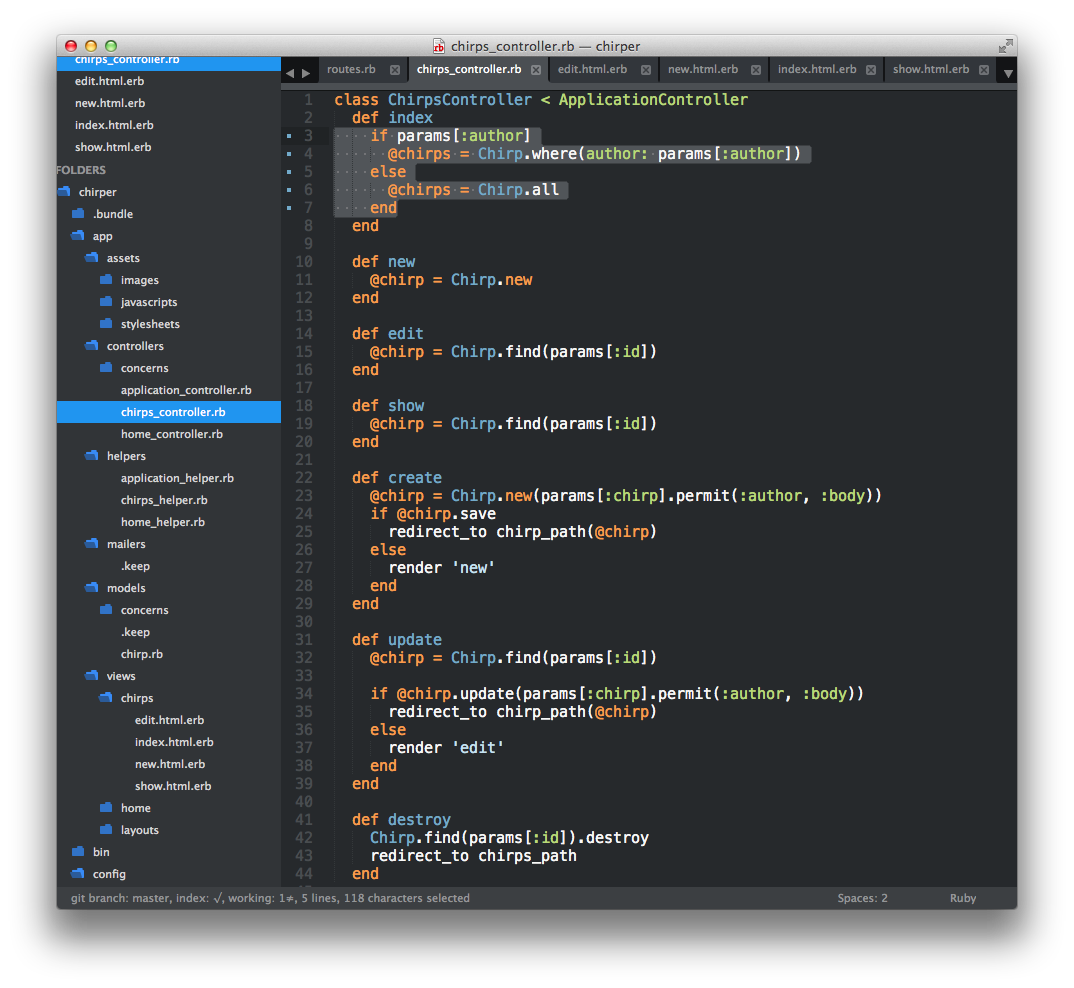 chirps_controller.rb — chirper
chirps_controller.rb
edit.html.erb
new.html.erb
index.html.erb
show.html.erb
FOLDERS
chirper
.bundle
app
assets
images
javascripts
stylesheets
controllers
concerns
application_controller.rb
chirps_controller.rb
home_controller.rb
helpers
application_helper.rb
chirps_helper.rb
home_helper.rb
mailers
.keep
models
concerns
.keep
chirp.rb
views
chirps
edit.html.erb
index.html.erb
new.html.erb
show.html.erb
home
layouts
bin
config
routes.rb chirps_controller.rb edit.html.erb new.html.erb index.html.erb show.html.erb
1 class ChirpsController < ApplicationController
2   def index
3     if params[:author]
4       @chirps = Chirp.where(author: params[:author])
5     else
6       @chirps = Chirp.all
7     end
8   end
9
10   def new
11     @chirp = Chirp.new
12   end
13
14   def edit
15     @chirp = Chirp.find(params[:id])
16   end
17
18   def show
19     @chirp = Chirp.find(params[:id])
20   end
21
22   def create
23     @chirp = Chirp.new(params[:chirp].permit(:author, :body))
24     if @chirp.save
25       redirect_to chirp_path(@chirp)
26     else
27       render 'new'
28     end
29   end
30
31   def update
32     @chirp = Chirp.find(params[:id])
33
34     if @chirp.update(params[:chirp].permit(:author, :body))
35       redirect_to chirp_path(@chirp)
36     else
37       render 'edit'
38     end
39   end
40
41   def destroy
42     Chirp.find(params[:id]).destroy
43     redirect_to chirps_path
44   end
git branch: master, index: √, working: 1≠, 5 lines, 118 characters selected Spaces: 2 Ruby